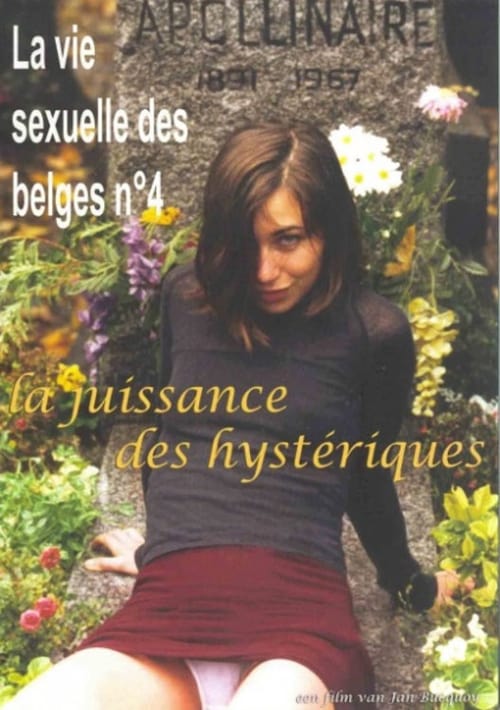 APOLLINAIRE
1891 - 1967
La vie
sexuelle des
belges n°4
la juissance
des hystériques
een film van Jan Bucquoy